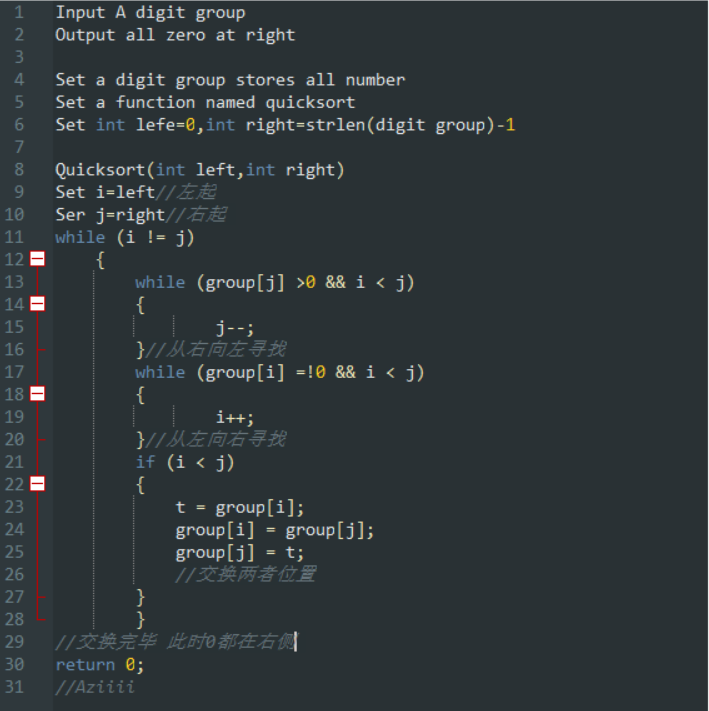 1 Input A digit group
2 Output all zero at right
3
4 Set a digit group stores all number
5 Set a function named quicksort
6 Set int lefe=0,int right=strlen(digit group)-1
7
8 Quicksort(int left,int right)
9 Set i=left//左起
10 Ser j=right//右起
11 while (i != j)
12 {
13 while (group[j] >0 && i < j)
14 {
15 j--;
16 }//从右向左寻找
17 while (group[i] =!0 && i < j)
18 {
19 i++;
20 }//从左向右寻找
21 if (i < j)
22 {
23 t = group[i];
24 group[i] = group[j];
25 group[j] = t;
26 //交换两者位置
27 }
28 }
29 //交换完毕 此时0都在右侧
30 return 0;
31 //Aziiii